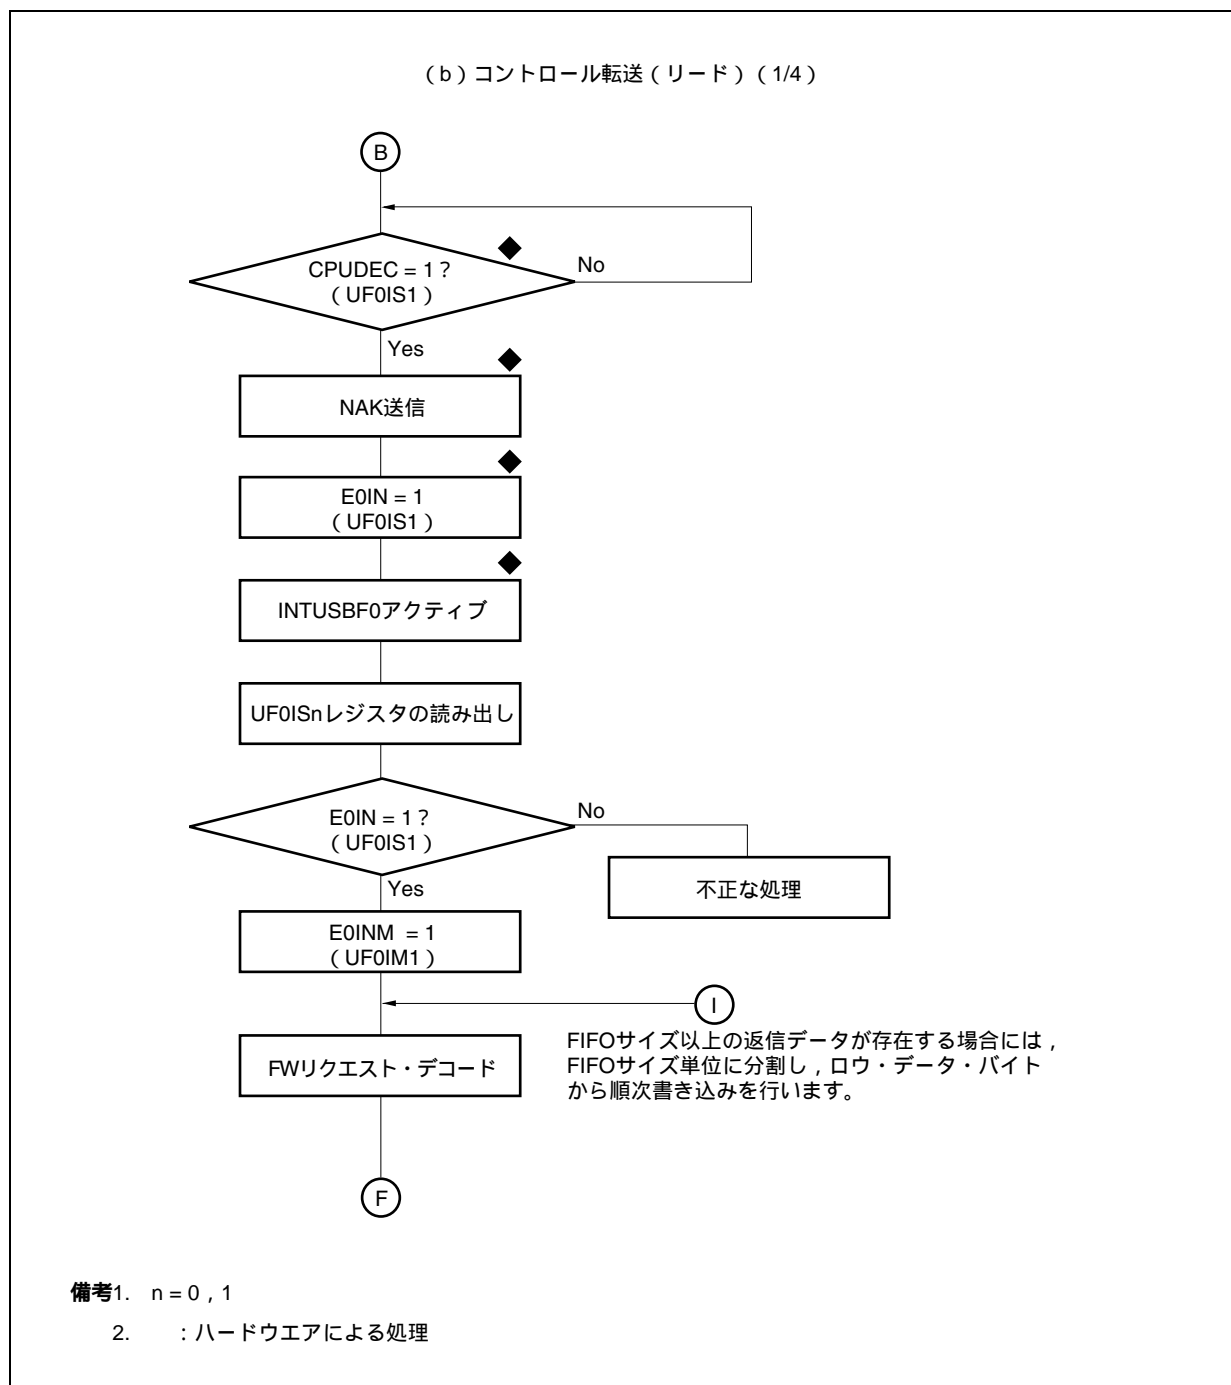 (b)コントロール転送(リード)(1/4)
B
CPUDEC = 1?
(UF0IS1)
No
Yes
NAK送信
E0IN = 1
(UF0IS1)
INTUSBF0アクティブ
UF0ISnレジスタの読み出し
E0IN = 1?
(UF0IS1)
No
Yes
不正な処理
E0INM = 1
(UF0IM1)
I
FIFOサイズ以上の返信データが存在する場合には,
FIFOサイズ単位に分割し,ロウ・データ・バイト
から順次書き込みを行います。
FWリクエスト・デコード
F
備考1. n = 0 , 1
2. :ハードウエアによる処理